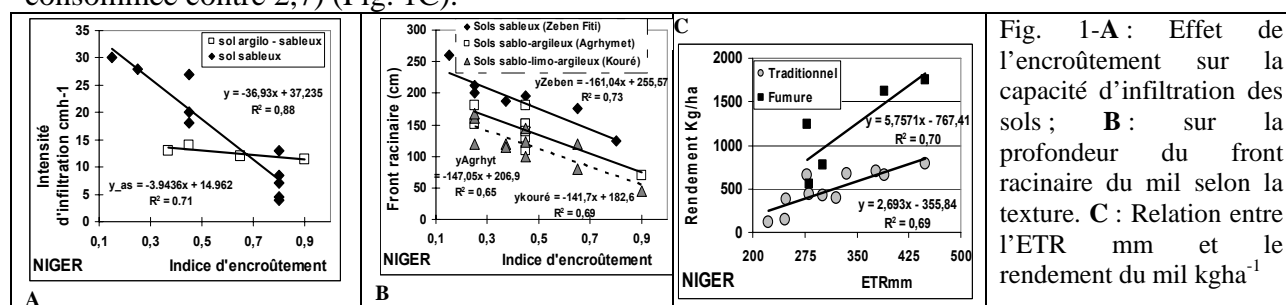 consommée contre 2,7) (Fig. 1C).
35
30
25
20
15
10
5
0
Intensité
d'infiltration cmh-1
□ sol argilo - sableux
◆ sol sableux
y = -36,93x + 37,235
R² = 0,88
y_as = -3.9436x + 14.962
R² = 0.71
0,1 0,3 0,5 0,7 0,9
NIGER Indice d'encroûtement
A
300
250
200
150
100
50
0
Front racinaire (cm)
◆ Sols sableux (Zeben Fiti)
□ Sols sablo-argileux (Agrhymet)
▲ Sols sablo-limo-argileux (Kouré)
yZeben = -161,04x + 255,57
R² = 0,73
yAgrhyt
= -147,05x + 206,9
R² = 0,65
ykouré= -141,7x + 182,6
R² = 0,69
0,1 0,3 0,5 0,7 0,9
NIGER Indice d'encroûtement
B
C
2000
1500
1000
500
0
Rendement Kg/ha
Traditionnel
■ Fumure
y = 5,7571x - 767,41
R² = 0,70
y = 2,693x - 355,84
R² = 0,69
200 275 350 425 500
NIGER ETRmm
Fig. 1-A : Effet de
l'encroûtement sur la
capacité d'infiltration des
sols ; B : sur la
profondeur du front
racinaire du mil selon la
texture. C : Relation entre
l'ETR mm et le
rendement du mil kgha-1